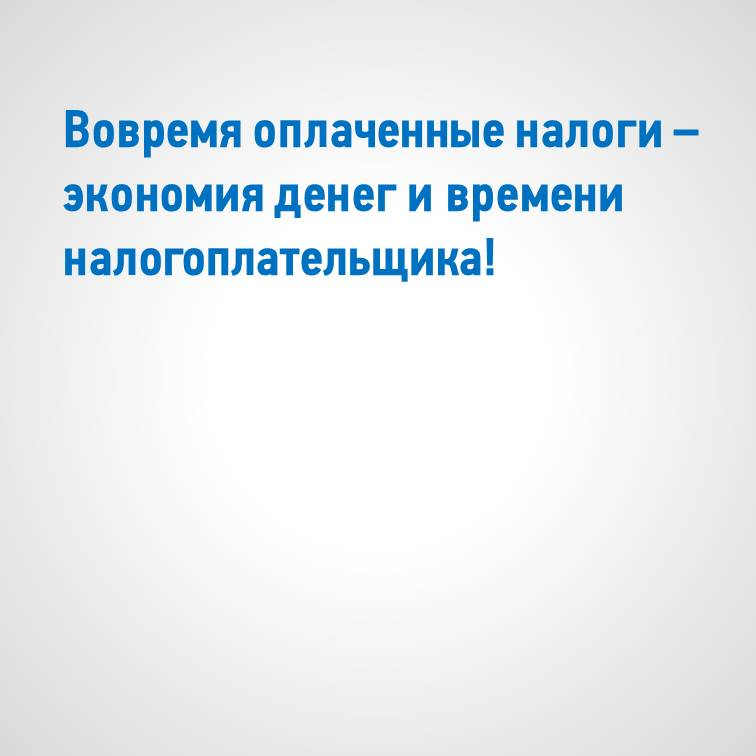 Вовремя оплаченные налоги –
экономия денег и времени
налогоплательщика!